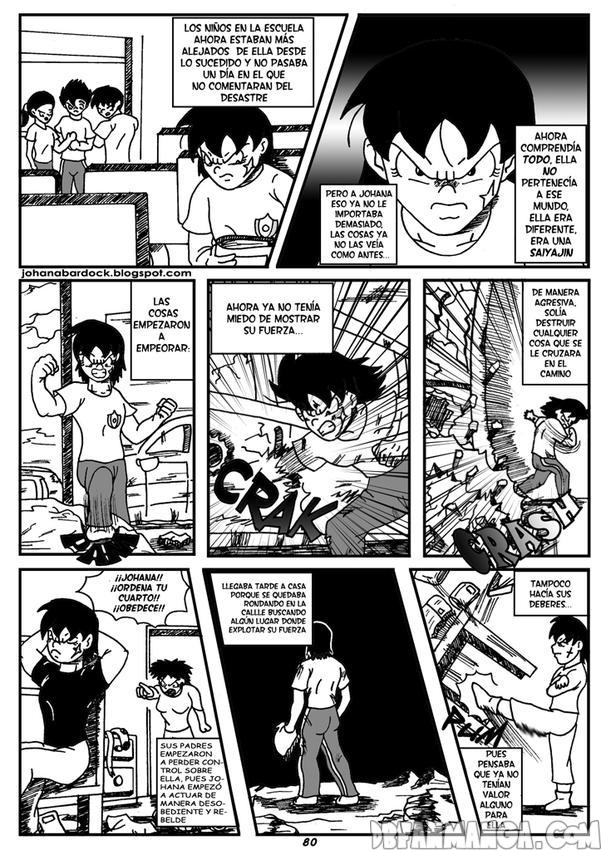 LOS NIÑOS EN LA ESCUELA
AHORA ESTABAN MÁS
ALEJADOS DE ELLA DESDE
LO SUCEDIDO Y NO PASABA
UN DÍA EN EL QUE
NO COMENTARAN DEL
DESASTRE
PERO A JOHANA
ESO YA NO LE
IMPORTABA
DEMASIADO,
LAS COSAS YA
NO LAS VEÍA
COMO ANTES...
AHORA
COMPRENDÍA
TODO, ELLA
NO
PERTENECÍA
A ESE
MUNDO,
ELLA ERA
DIFERENTE,
ERA UNA
SAIYAJIN
johanabardock.blogspot.com
LAS
COSAS
EMPEZARON
A
EMPEORAR:
AHORA YA NO TENÍA
MIEDO DE MOSTRAR
SU FUERZA...
CRAK
DE MANERA
AGRESIVA,
SOLÍA
DESTRUIR
CUALQUIER
COSA QUE SE
LE CRUZARA EN
EL CAMINO
CRASH
¡¡JOHANA!!
¡¡ORDENA TU
CUARTO!!
¡¡OBEDECE!!
SUS PADRES
EMPEZARON
A PERDER CON-
TROL SOBRE
ELLA, PUES JO-
HANA EMPEZÓ
A ACTUAR DE
MANERA DESO-
BEDIENTE Y RE-
BELDE
LLEGABA TARDE A CASA
PORQUE SE QUEDABA
RONDANDO EN LA
CALLLE BUSCANDO
ALGÚN LUGAR DONDE
EXPLOTAR SU FUERZA
TAMPOCO
HACÍA SUS
DEBERES...
PUES
PENSABA
QUE YA NO
TENÍAN
VALOR
ALGUNO
PARA
ELLA
80
DBFANMANGA.COM